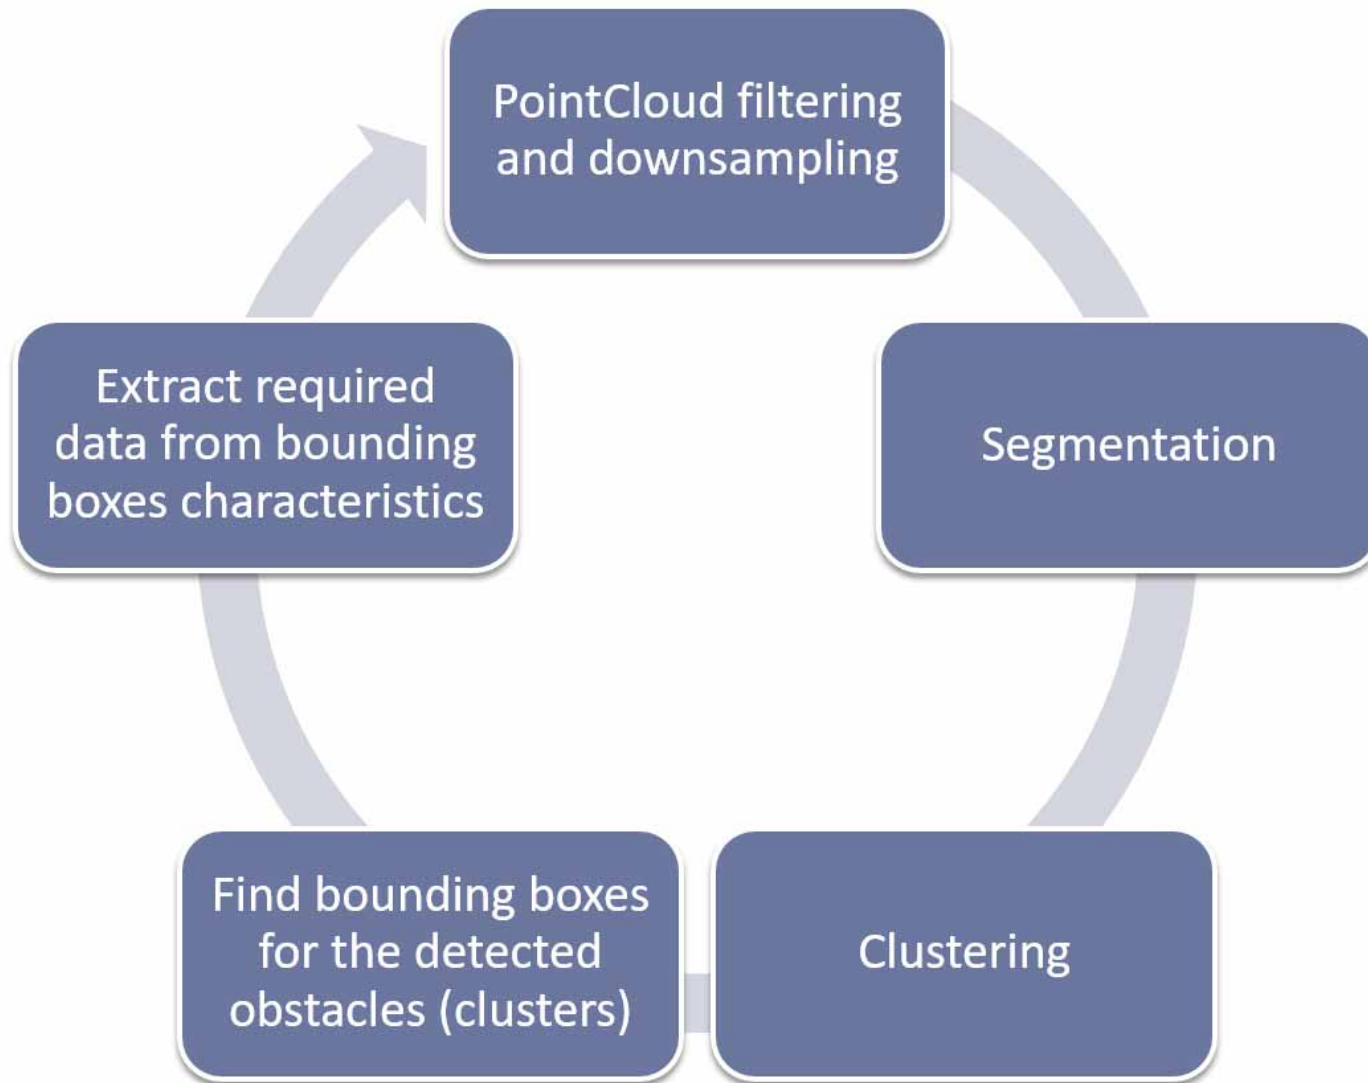 PointCloud filtering
and downsampling
Segmentation
Clustering
Find bounding boxes
for the detected
obstacles (clusters)
Extract required
data from bounding
boxes characteristics